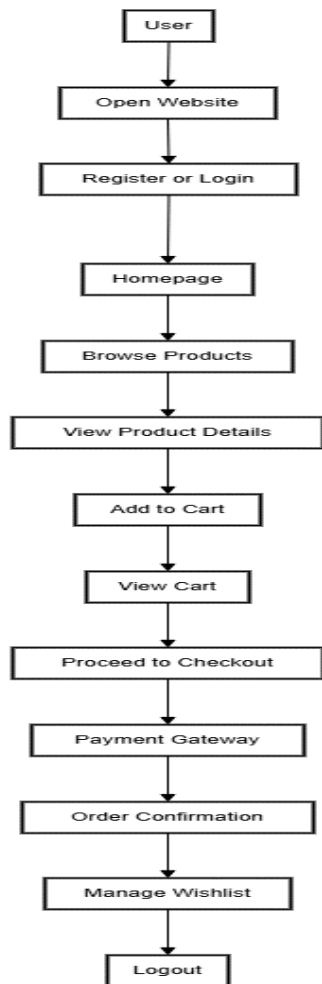 User
Open Website
Register or Login
Homepage
Browse Products
View Product Details
Add to Cart
View Cart
Proceed to Checkout
Payment Gateway
Order Confirmation
Manage Wishlist
Logout